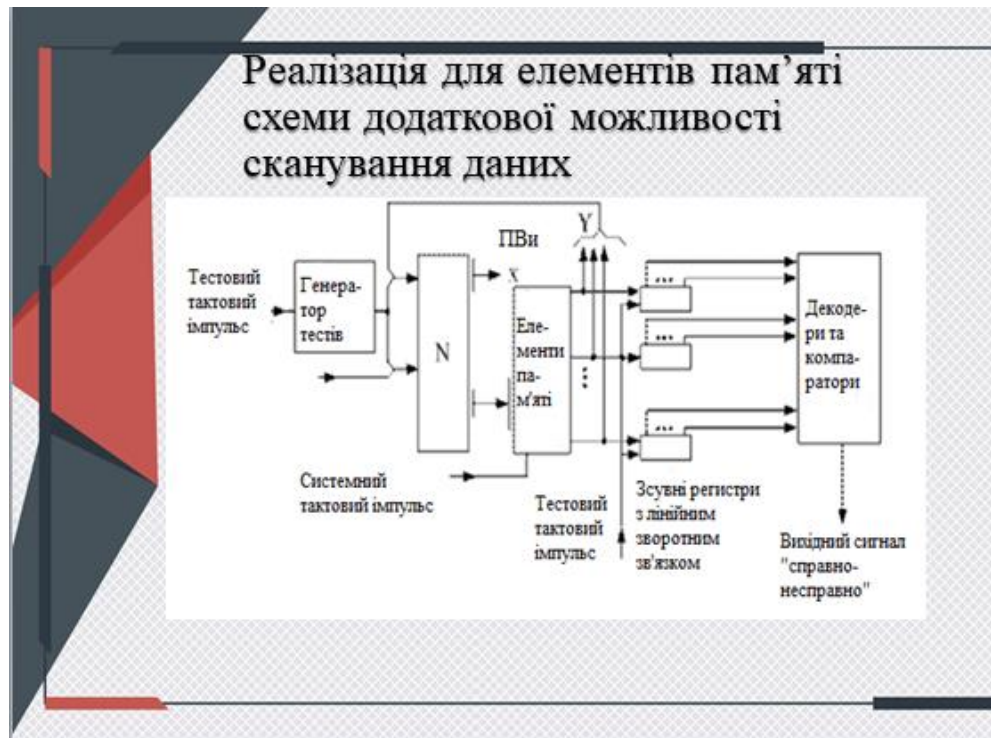 Реалізація для елементів пам’яті
схеми додаткової можливості
сканування даних
Тестовий
тактовий
імпульс
Генера-
тор
тестів
N
ПВи
x
Y
Еле-
менти
па-
м'яті
...
...
...
...
Декоде-
ри та
компа-
ратори
Системний
тактовий імпульс
Тестовий
тактовий
імпульс
Зсувні регистри
з лінійним
зворотним
зв'язком
Вихідний сигнал
"справно-
несправно"